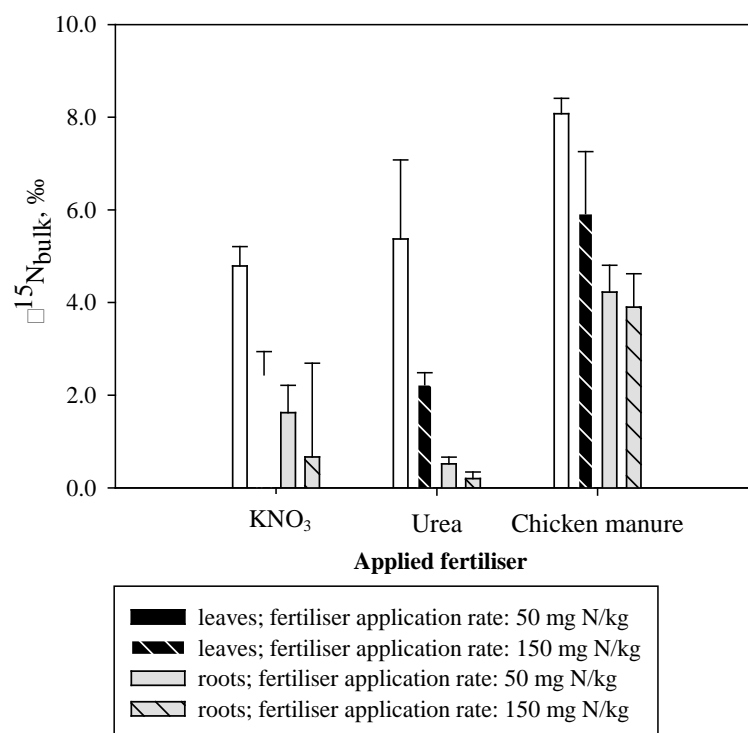 10.0
8.0
6.0
4.0
2.0
0.0
□15Nbulk, ‰
KNO3
Urea
Chicken manure
Applied fertiliser
leaves; fertiliser application rate: 50 mg N/kg
leaves; fertiliser application rate: 150 mg N/kg
roots; fertiliser application rate: 50 mg N/kg
roots; fertiliser application rate: 150 mg N/kg